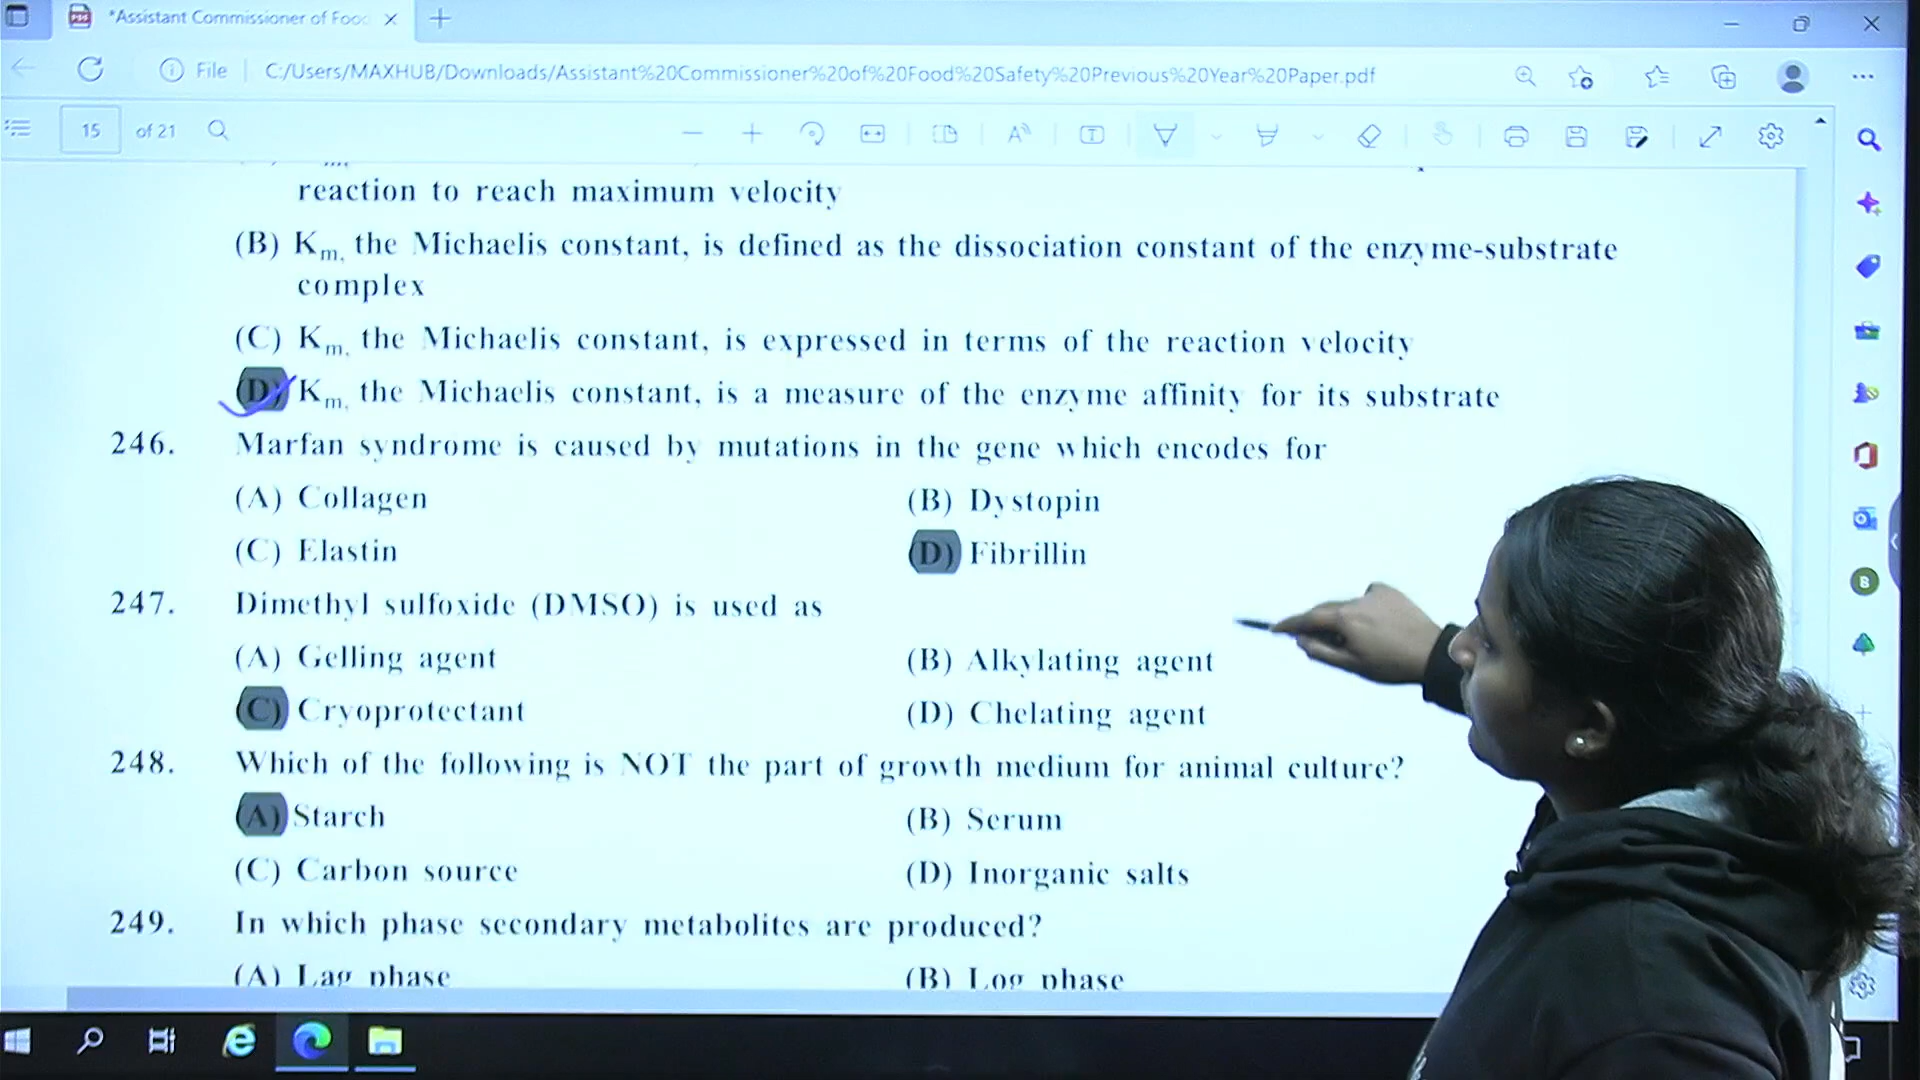 *Assistant Commissioner of Food
File C:/Users/MAXHUB/Downloads/Assistant%20Commissioner%20of%20Food%20Safety%20Previous%20Year%20Paper.pdf
15 of 21
reaction to reach maximum velocity
(B) Km, the Michaelis constant, is defined as the dissociation constant of the enzyme-substrate
complex
(C) Km, the Michaelis constant, is expressed in terms of the reaction velocity
(D) Km, the Michaelis constant, is a measure of the enzyme affinity for its substrate
246. Marfan syndrome is caused by mutations in the gene which encodes for
(A) Collagen (B) Dystopin
(C) Elastin (D) Fibrillin
247. Dimethyl sulfoxide (DMSO) is used as
(A) Gelling agent (B) Alkylating agent
(C) Cryoprotectant (D) Chelating agent
248. Which of the following is NOT the part of growth medium for animal culture?
(A) Starch (B) Serum
(C) Carbon source (D) Inorganic salts
249. In which phase secondary metabolites are produced?
(A) Lag phase (B) Log phase